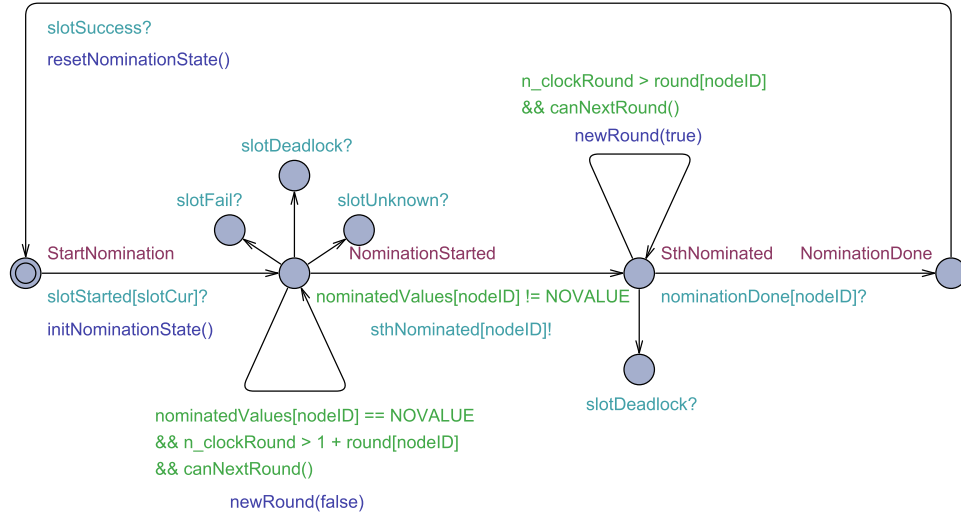 slotSuccess?
resetNominationState()
n_clockRound > round[nodeID]
&& canNextRound()
newRound(true)
slotDeadlock?
slotFail?
slotUnknown?
StartNomination
NominationStarted
SthNominated
NominationDone
slotStarted[slotCur]?
initNominationState()
nominatedValues[nodeID] != NOVALUE
sthNominated[nodeID]!
nominationDone[nodeID]?
slotDeadlock?
nominatedValues[nodeID] == NOVALUE
&& n_clockRound > 1 + round[nodeID]
&& canNextRound()
newRound(false)